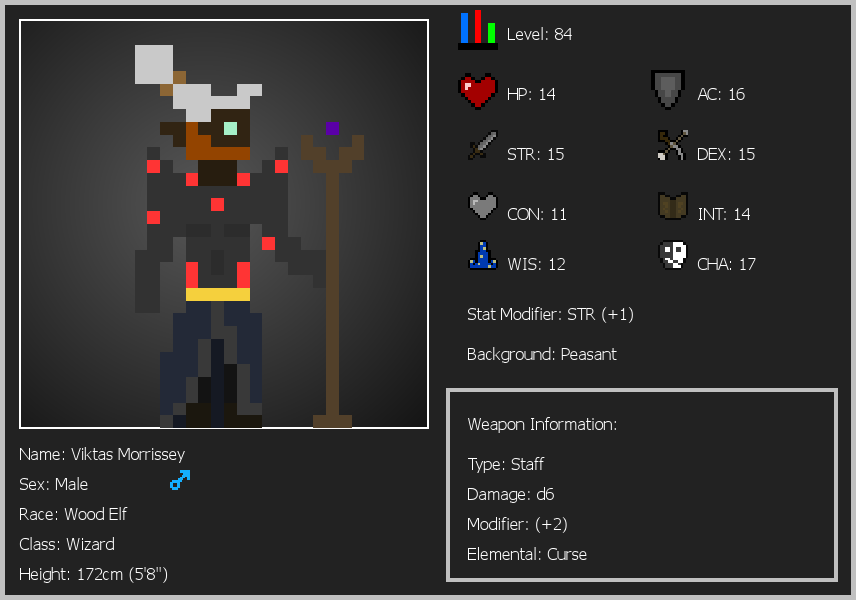 Level: 84
HP: 14
AC: 16
STR: 15
DEX: 15
CON: 11
INT: 14
WIS: 12
CHA: 17
Stat Modifier: STR (+1)
Background: Peasant
Weapon Information:
Type: Staff
Damage: d6
Modifier: (+2)
Elemental: Curse
Name: Viktas Morrissey
Sex: Male
Race: Wood Elf
Class: Wizard
Height: 172cm (5'8")